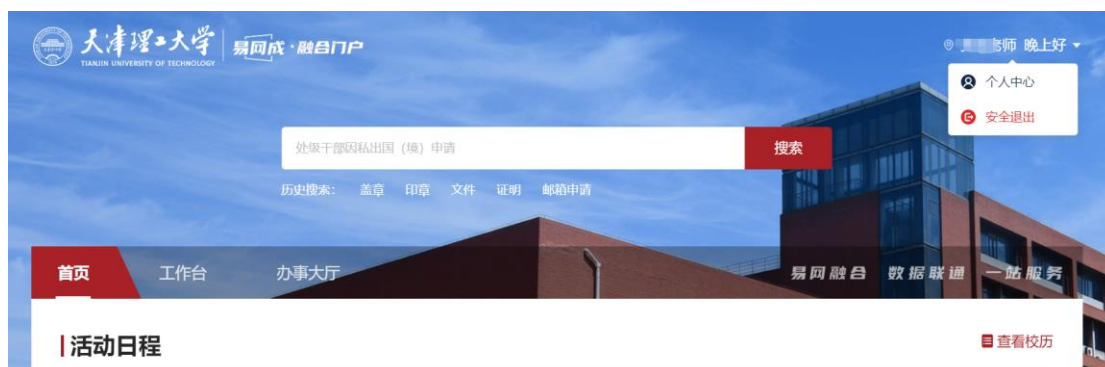 天津理工大学
TIANJIN UNIVERSITY OF TECHNOLOGY
易网成·融合门户
师 晚上好
个人中心
安全退出
处级干部因私出国（境）申请
搜索
历史搜索： 盖章 印章 文件 证明 邮箱申请
首页 工作台 办事大厅
易网融合 数据联通 一站服务
活动日程
查看校历